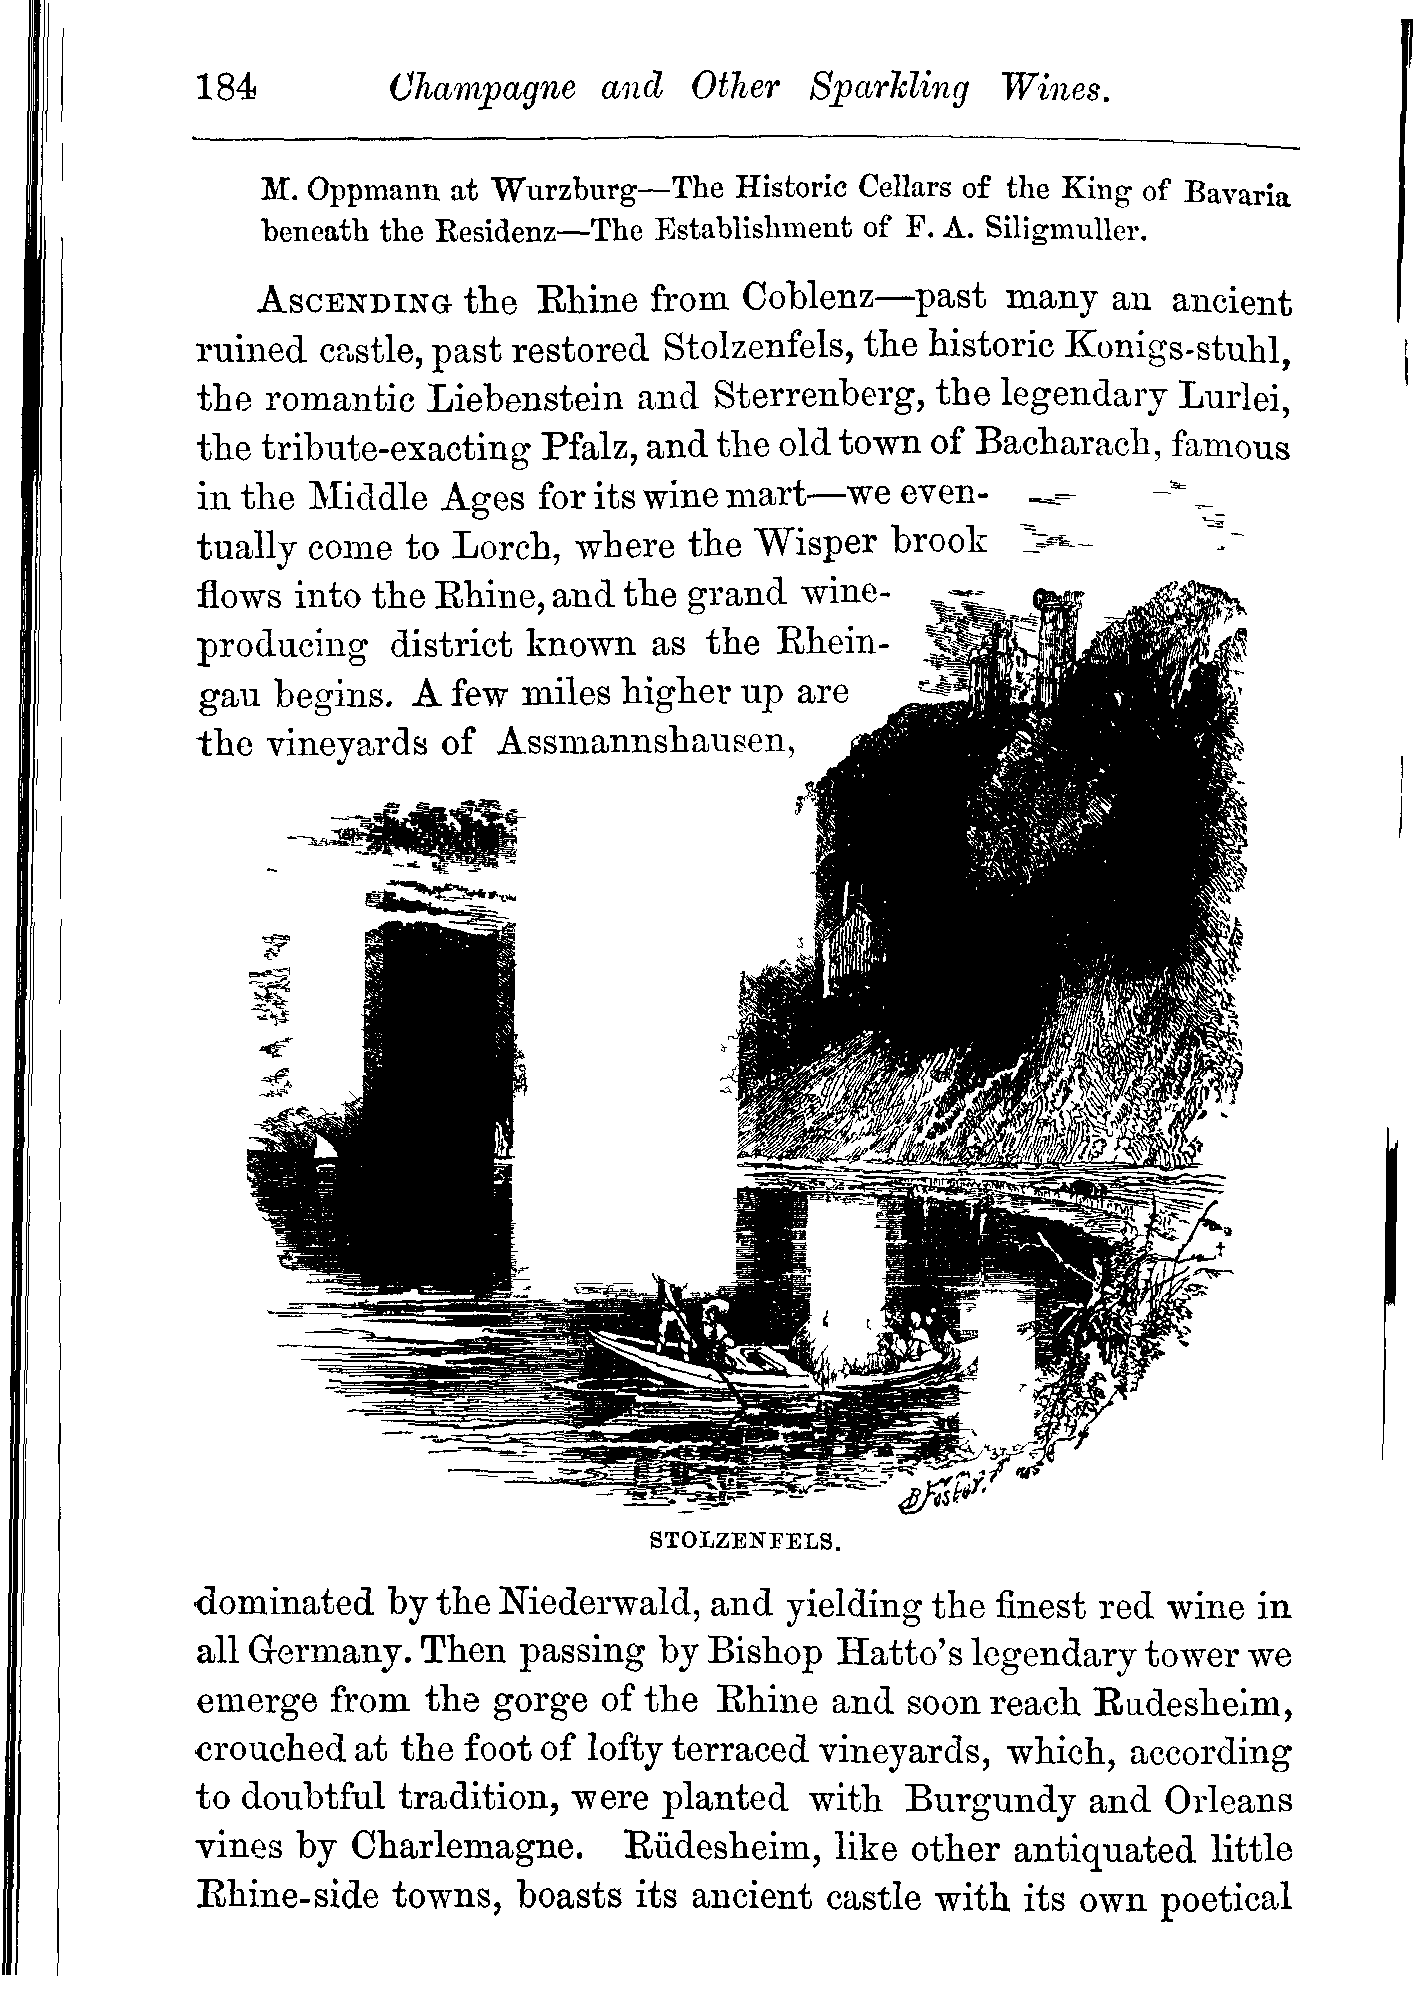 184 Champagne and Other Sparkling Wines.
M. Oppmann at Wurzburg—The Historic Cellars of the King of Bavaria
beneath the Residenz—The Establishment of F. A. Siligmuller.
ASCENDING the Rhine from Coblenz—past many an ancient
ruined castle, past restored Stolzenfels, the historic Konigs-stuhl,
the romantic Liebenstein and Sterrenberg, the legendary Lurlei,
the tribute-exacting Pfalz, and the old town of Bacharach, famous
in the Middle Ages for its wine mart—we even-
tually come to Lorch, where the Wisper brook
flows into the Rhine, and the grand wine-
producing district known as the Rhein-
gau begins. A few miles higher up are
the vineyards of Assmannshausen,
B Foster.
STOLZENFELS.
dominated by the Niederwald, and yielding the finest red wine in
all Germany. Then passing by Bishop Hatto's legendary tower we
emerge from the gorge of the Rhine and soon reach Rudesheim,
crouched at the foot of lofty terraced vineyards, which, according
to doubtful tradition, were planted with Burgundy and Orleans
vines by Charlemagne. Rüdesheim, like other antiquated little
Rhine-side towns, boasts its ancient castle with its own poetical